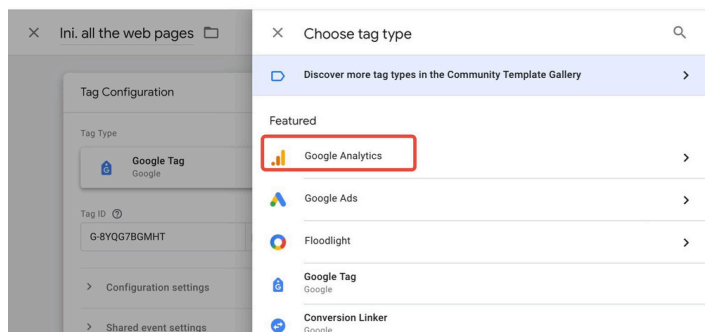 Ini. all the web pages
Choose tag type
Discover more tag types in the Community Template Gallery
Tag Configuration
Featured
Tag Type
Google Analytics
Google Tag
Google
Google Ads
Tag ID
G-8YQG7BGMHT
Floodlight
Google Tag
Google
Configuration settings
Conversion Linker
Google
Shared event settings